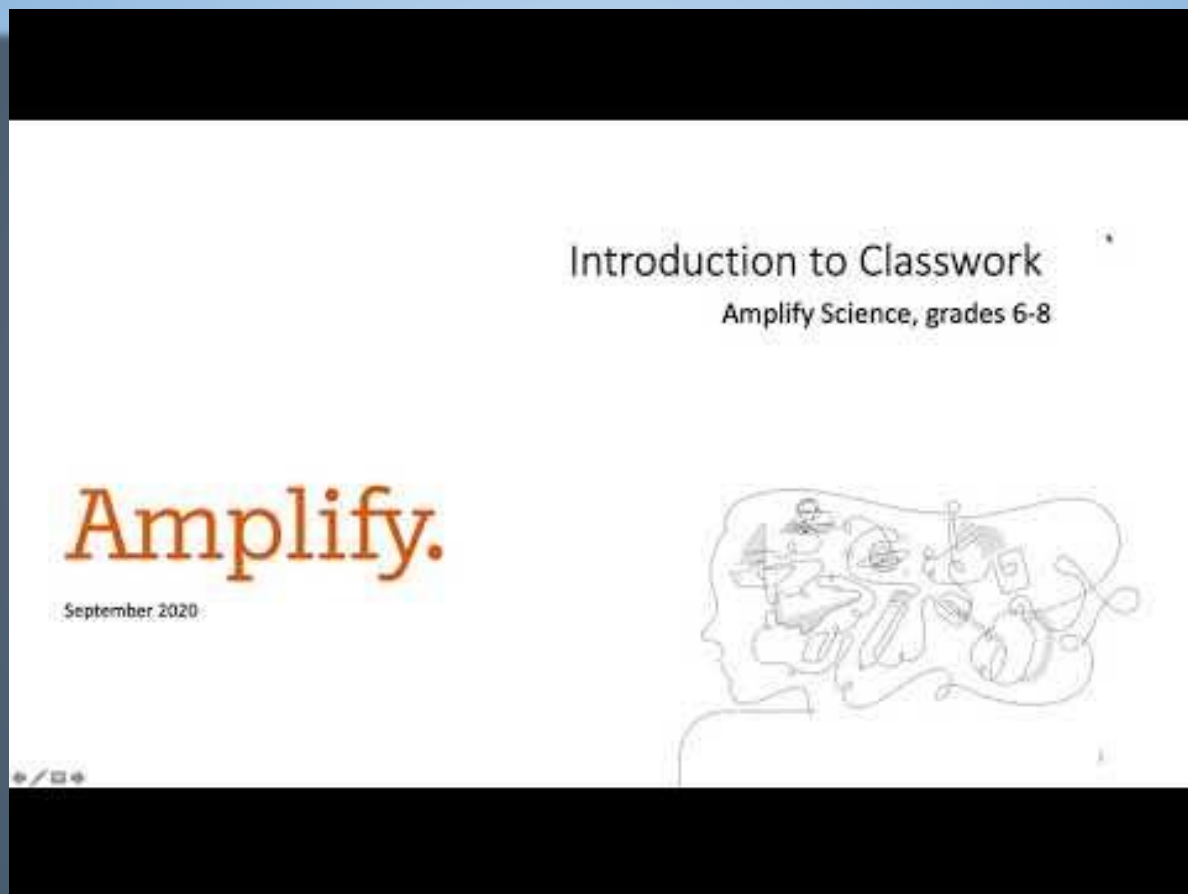 Introduction to Classwork
Amplify Science, grades 6-8
Amplify.
September 2020